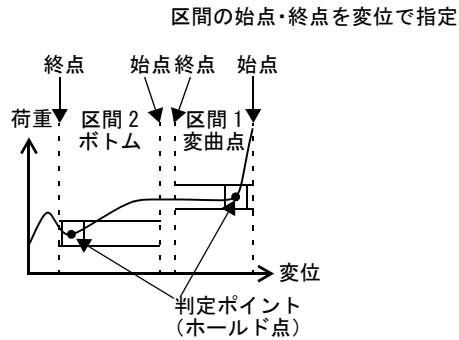 区間の始点・終点を変位で指定
終点
始点
終点
始点
荷重
区間 2
ボトム
区間 1
変曲点
変位
判定ポイント
(ホールド点)